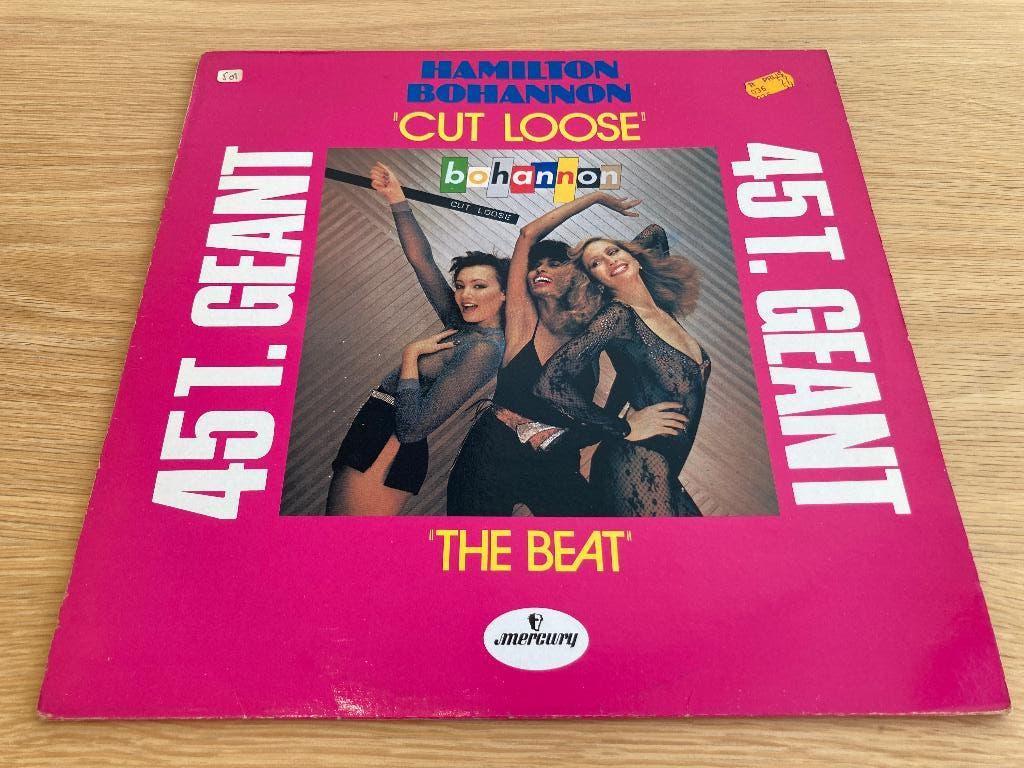 HAMILTON
BOHANNON
"CUT LOOSE"
45 T. GEANT
bohannon
CUT LOOSE
45 T. GEANT
"THE BEAT"
mercury